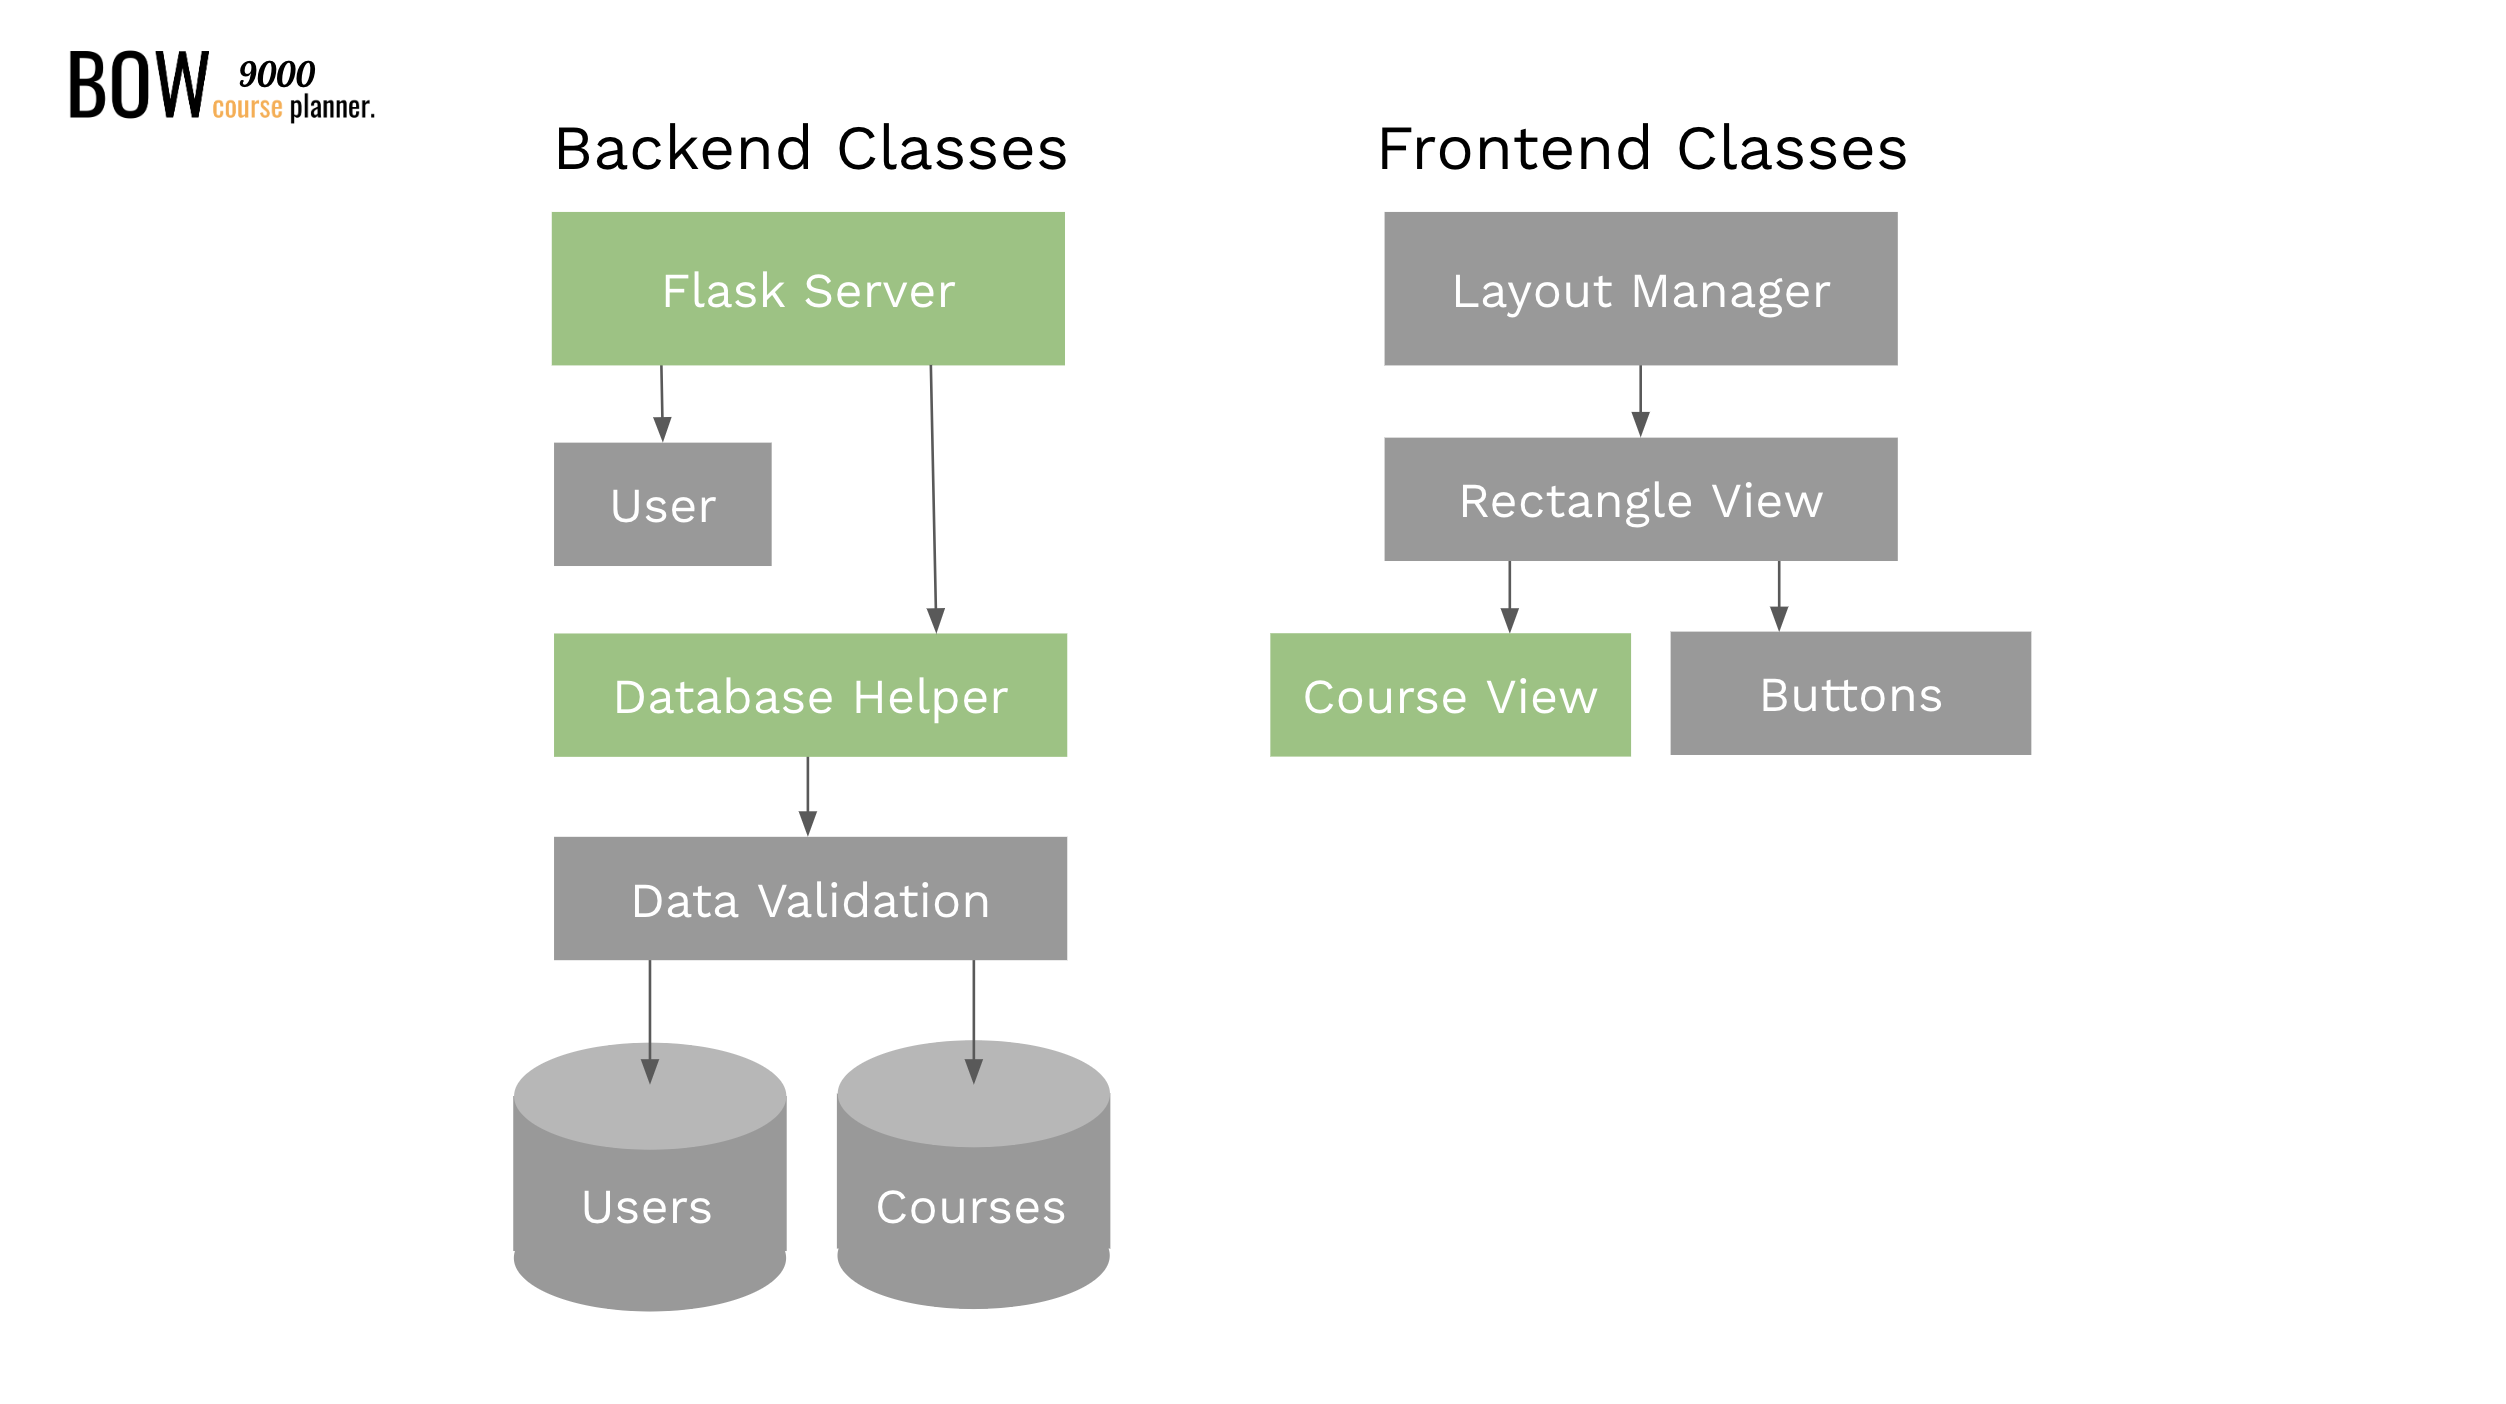 BOW 9000
course planner.
Backend Classes
Flask Server
User
Database Helper
Data Validation
Users
Courses
Frontend Classes
Layout Manager
Rectangle View
Course View
Buttons